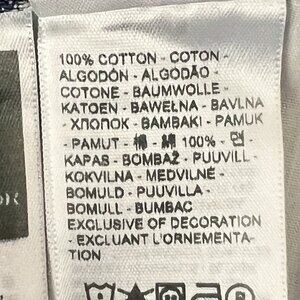 100% COTTON - COTON -
ALGODÓN - ALGODÃO -
COTONE - BAUMWOLLE -
KATOEN - BAWEŁNA - BAVLNA
- ХЛОПОК - BAMBAKI - PAMUK
- PAMUT - 棉 - 綿 100% - 면
KAPAS - BOMBAŽ - PUUVILL -
KOKVILNA - MEDVILNĖ -
BOMULD - PUUVILLA -
BOMULL - BUMBAC
EXCLUSIVE OF DECORATION
- EXCLUANT L'ORNEMENTA-
TION